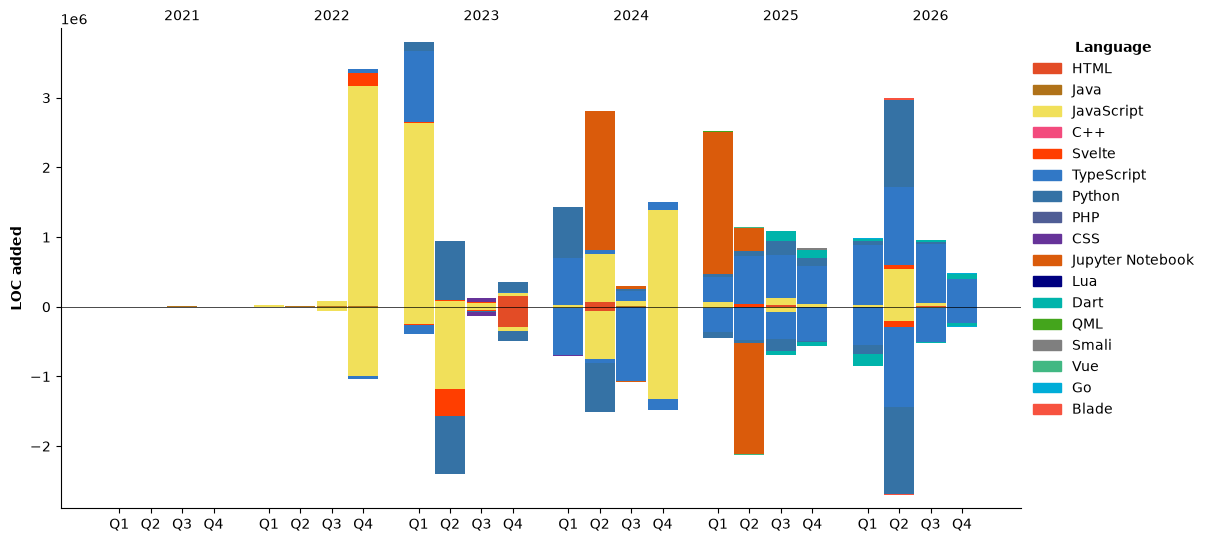 1e6
2021 2022 2023 2024 2025 2026
LOC added
3
2
1
0
−1
−2
Q1 Q2 Q3 Q4 Q1 Q2 Q3 Q4 Q1 Q2 Q3 Q4 Q1 Q2 Q3 Q4 Q1 Q2 Q3 Q4 Q1 Q2 Q3 Q4
Language
HTML
Java
JavaScript
C++
Svelte
TypeScript
Python
PHP
CSS
Jupyter Notebook
Lua
Dart
QML
Smali
Vue
Go
Blade